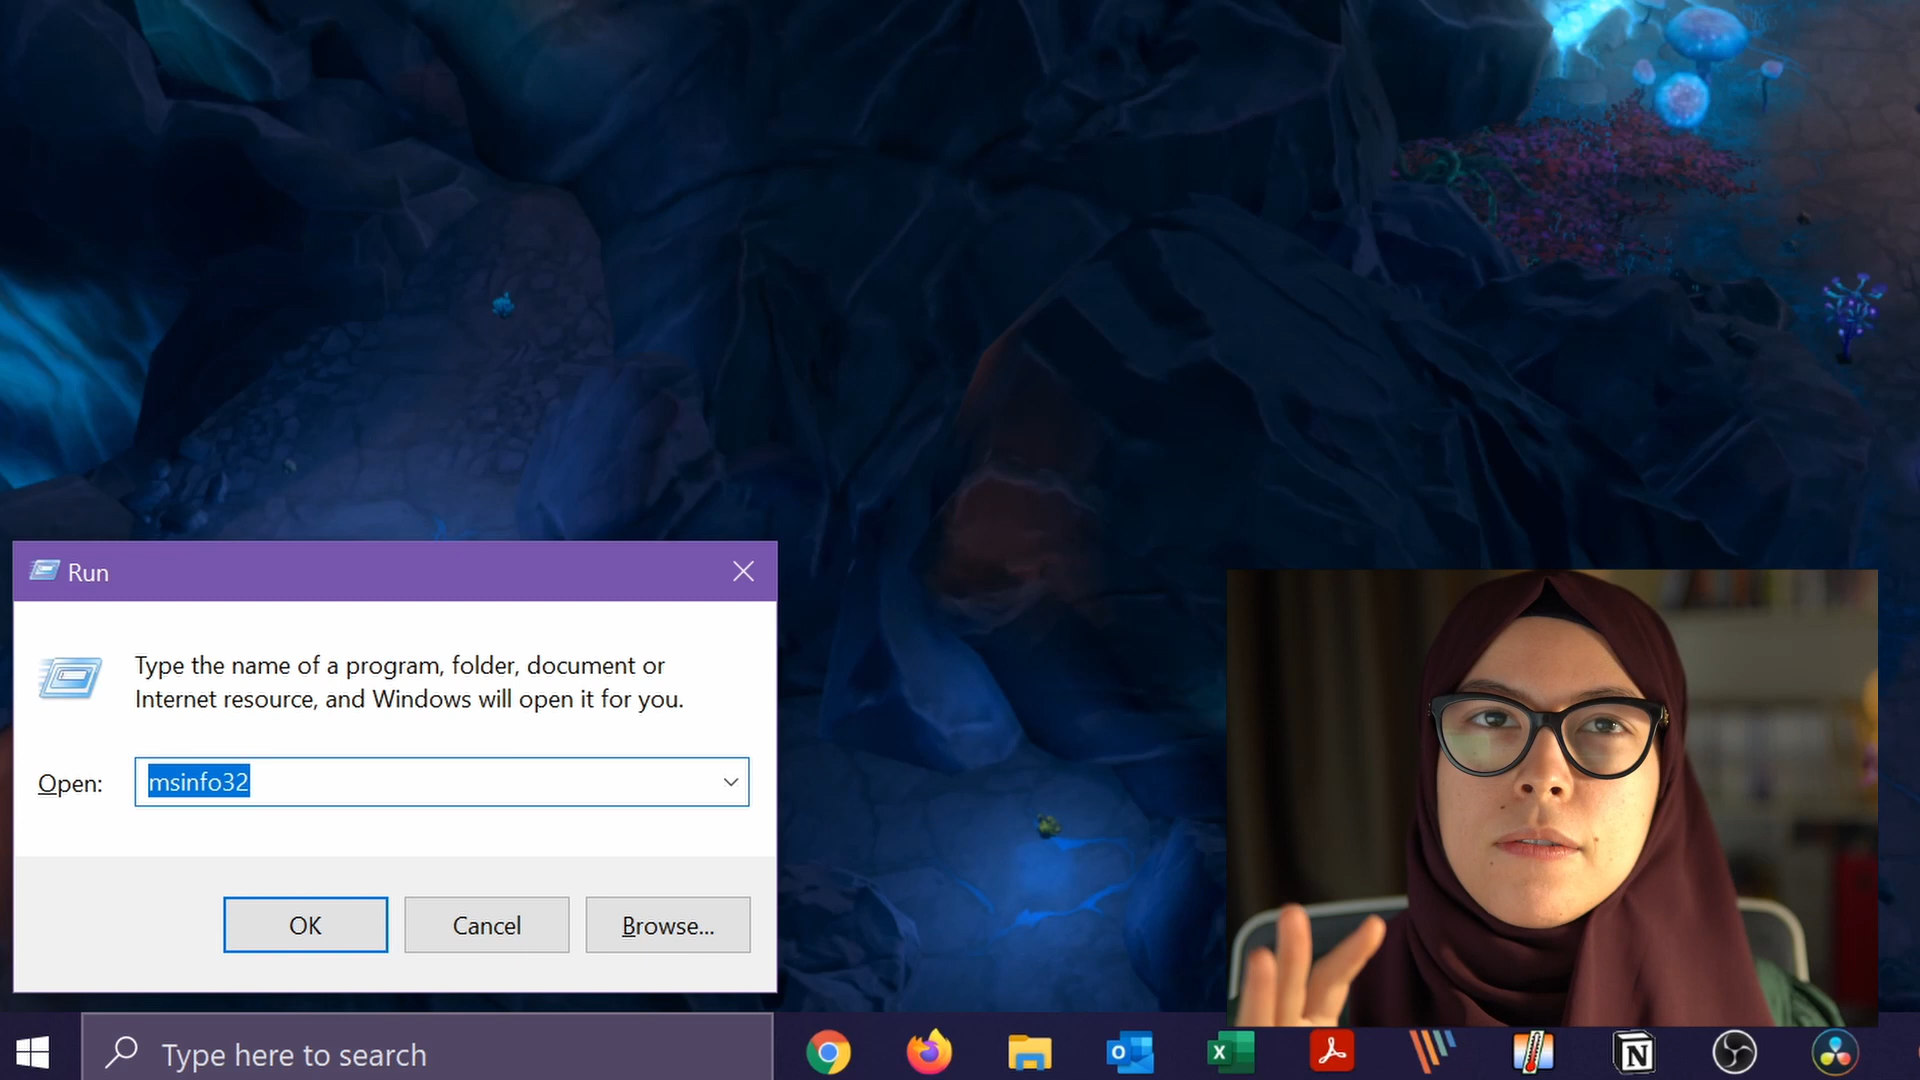 Run
Type the name of a program, folder, document or
Internet resource, and Windows will open it for you.
Open:
msinfo32
OK
Cancel
Browse...
Type here to search